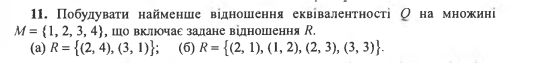 11. Побудувати найменше відношення еквівалентності Q на множині
M = {1, 2, 3, 4}, що включає задане відношення R.
(а) R = {(2, 4), (3, 1)}; (б) R = {(2, 1), (1, 2), (2, 3), (3, 3)}.